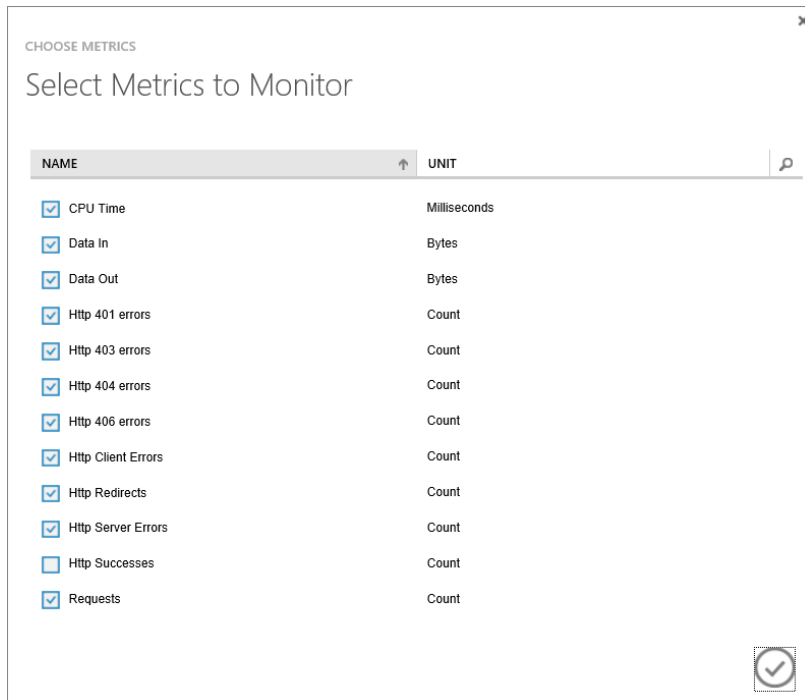 CHOOSE METRICS
Select Metrics to Monitor
NAME UNIT
CPU Time Milliseconds
Data In Bytes
Data Out Bytes
Http 401 errors Count
Http 403 errors Count
Http 404 errors Count
Http 406 errors Count
Http Client Errors Count
Http Redirects Count
Http Server Errors Count
Http Successes Count
Requests Count